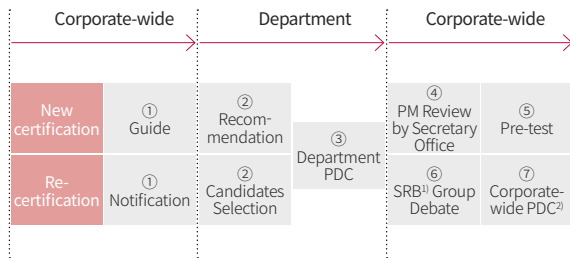 Corporate-wide
Department
Corporate-wide
New
certification
①
Guide
②
Recom-
mendation
③
Department
PDC
④
PM Review
by Secretary
Office
⑤
Pre-test
Re-
certification
①
Notification
②
Candidates
Selection
⑥
SRB1) Group
Debate
⑦
Corporate-
wide PDC2)